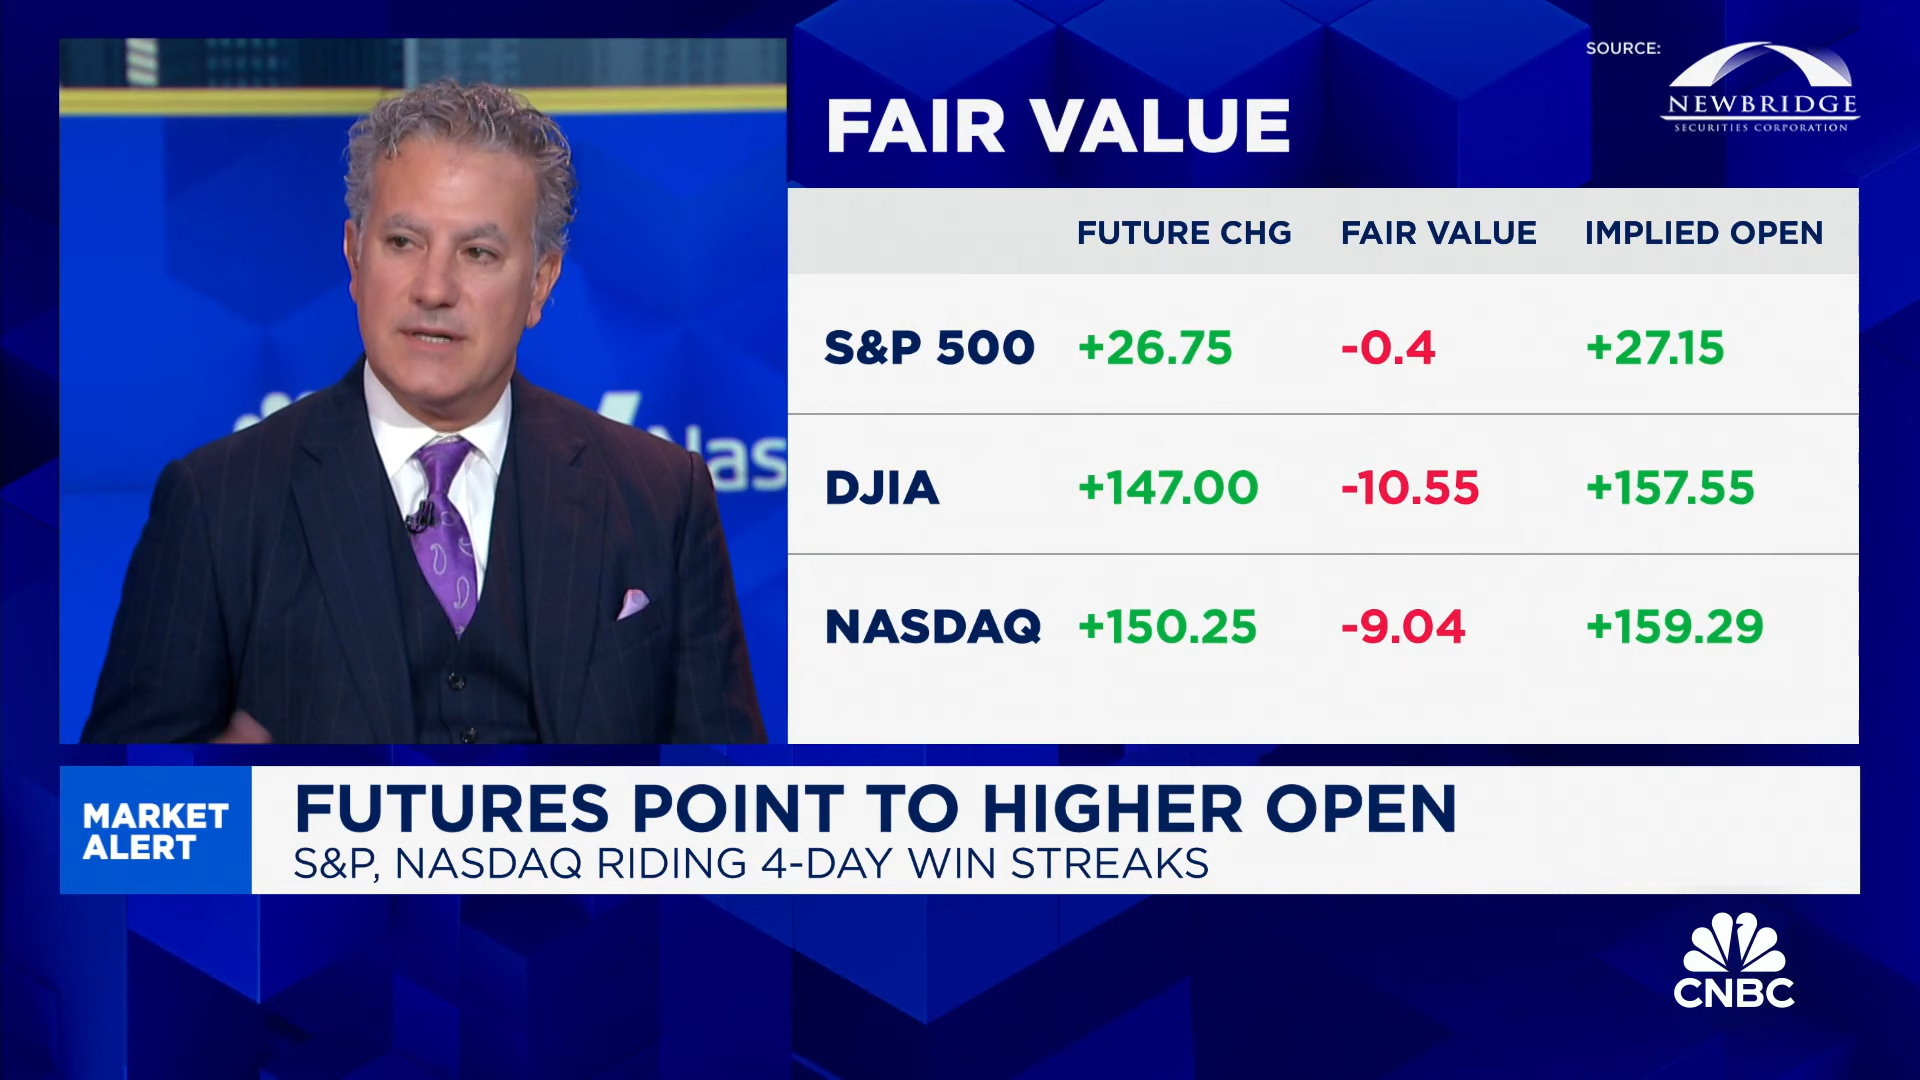 SOURCE:
NEWBRIDGE
SECURITIES CORPORATION
FAIR VALUE
FUTURE CHG FAIR VALUE IMPLIED OPEN
S&P 500 +26.75 -0.4 +27.15
DJIA +147.00 -10.55 +157.55
NASDAQ +150.25 -9.04 +159.29
Nas
MARKET
ALERT
FUTURES POINT TO HIGHER OPEN
S&P, NASDAQ RIDING 4-DAY WIN STREAKS
CNBC